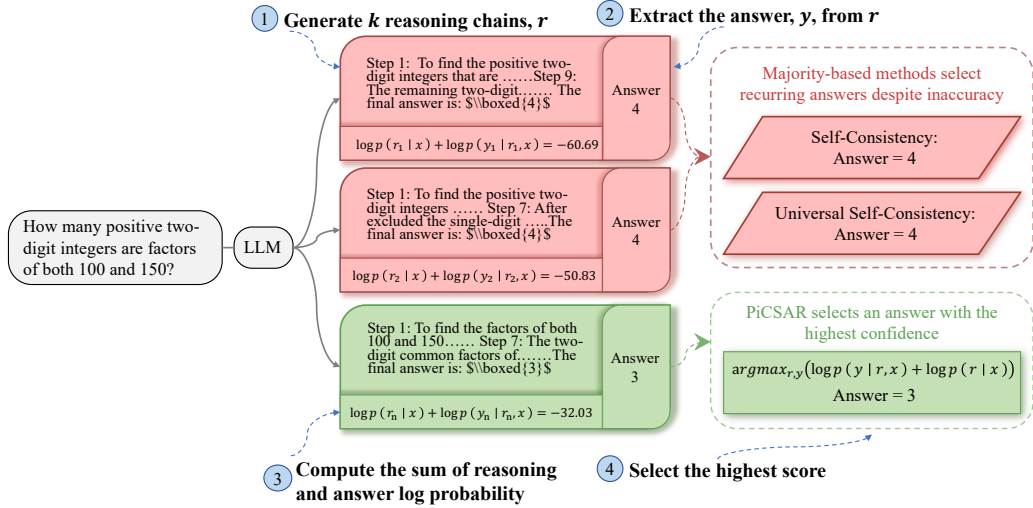 1 Generate k reasoning chains, r
2 Extract the answer, y, from r
How many positive two-
digit integers are factors
of both 100 and 150?
LLM
Step 1: To find the positive two-
digit integers that are ......Step 9:
The remaining two-digit....... The
final answer is: $\\boxed{4}$
log p (r₁ | x) + log p (y₁ | r₁, x) = −60.69
Answer
4
Step 1: To find the positive two-
digit integers ...... Step 7: After
excluded the single-digit .....The
final answer is: $\\boxed{4}$
log p (r₂ | x) + log p (y₂ | r₂, x) = −50.83
Answer
4
Step 1: To find the factors of both
100 and 150...... Step 7: The two-
digit common factors of.......The
final answer is: $\\boxed{3}$
log p (rₙ | x) + log p (yₙ | rₙ, x) = −32.03
Answer
3
Majority-based methods select
recurring answers despite inaccuracy
Self-Consistency:
Answer = 4
Universal Self-Consistency:
Answer = 4
PiCSAR selects an answer with the
highest confidence
argmaxᵣ,ᵧ(log p (y | r, x) + log p (r | x))
Answer = 3
3 Compute the sum of reasoning
and answer log probability
4 Select the highest score